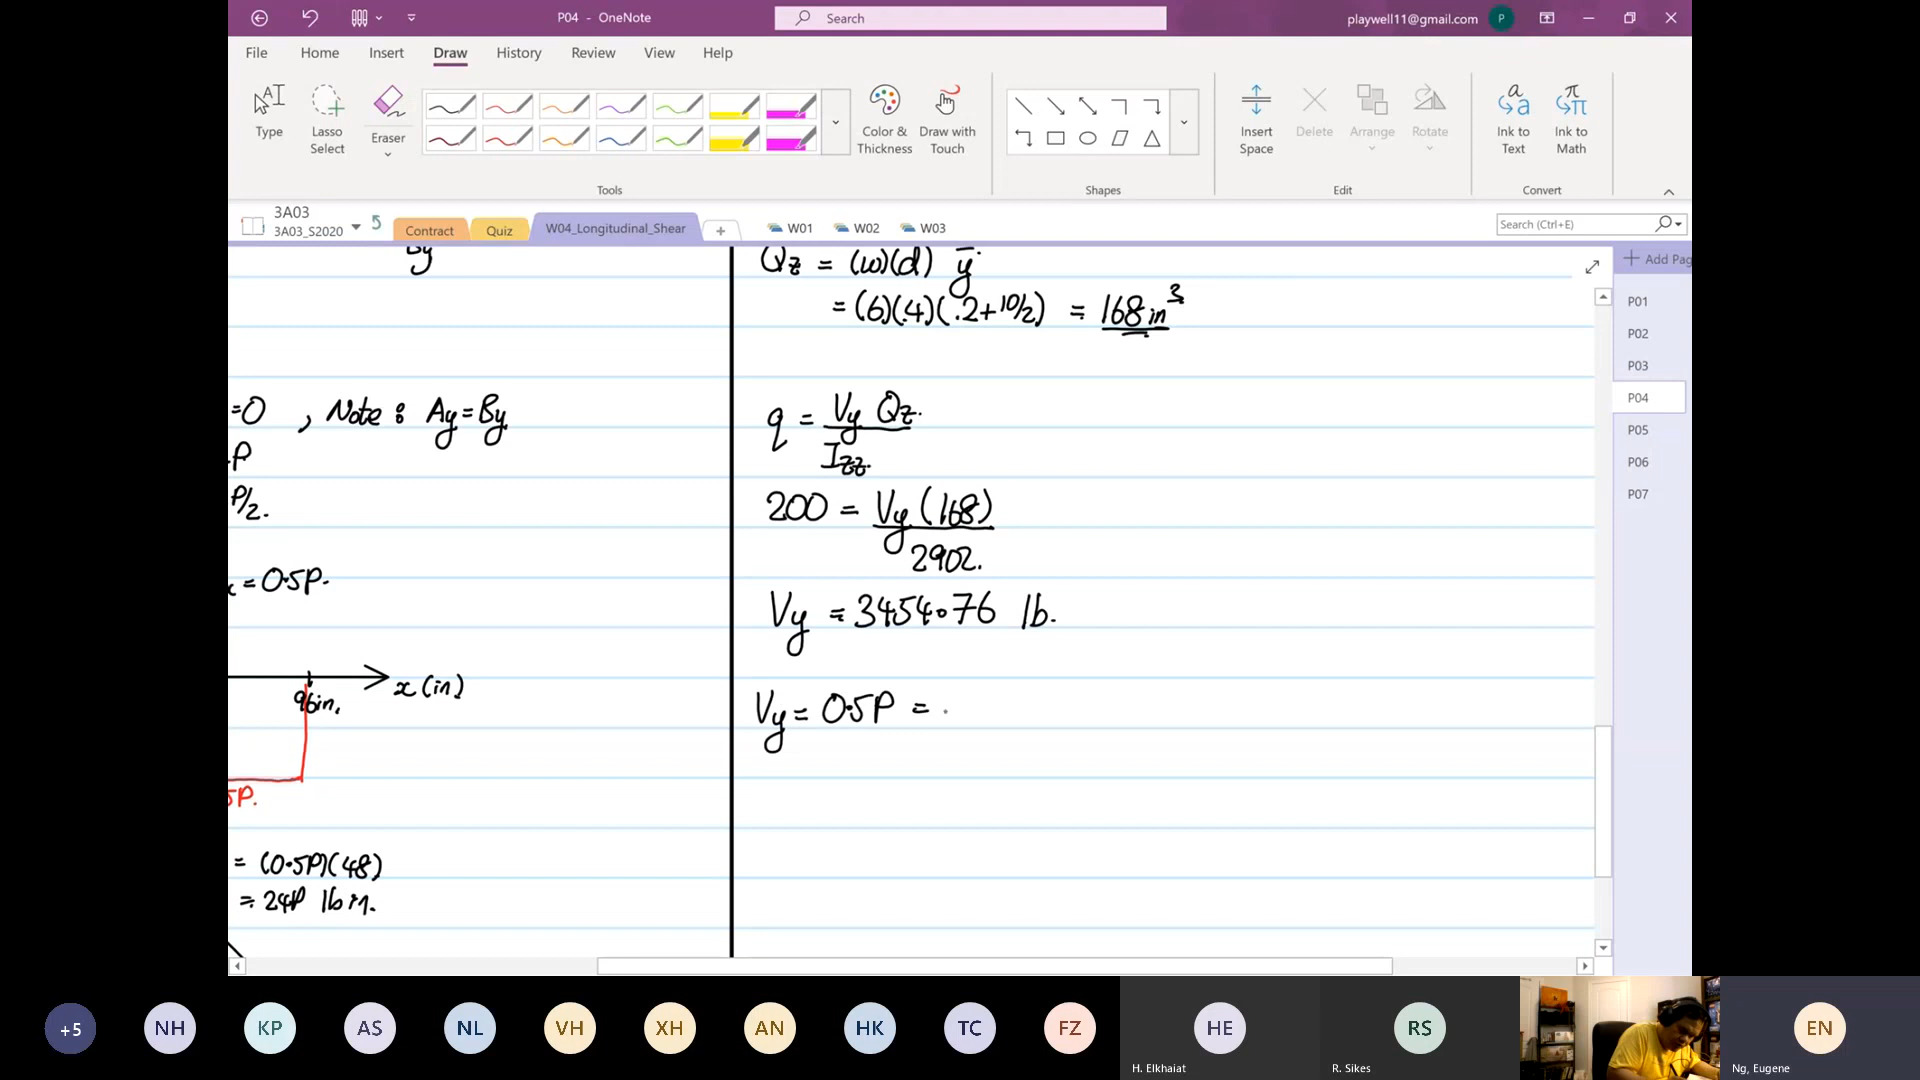 P04 - OneNote
Search
playwell11@gmail.com
P
File
Home
Insert
Draw
History
Review
View
Help
Type
Lasso Select
Eraser
Color & Thickness
Draw with Touch
Insert Space
Delete
Arrange
Rotate
Ink to Text
Ink to Math
Tools
Shapes
Edit
Convert
3A03
3A03_S2020
Contract
Quiz
W04_Longitudinal_Shear
W01
W02
W03
Search (Ctrl+E)
Add Pag
P01
P02
P03
P04
P05
P06
P07
By
=0 , Note : Ay = By
P
P/2.
= 0.5P.
96in.
x (in)
5P.
= (0.5P)(48)
= 24P lb in.
Qz = (w)(d) ȳ
= (6)(4)(2+10/2) = 168 in³
q = Vy Qz.
Izz.
200 = Vy (168)
2902.
Vy = 3454.76 lb.
Vy = 0.5P =
+5
NH
KP
AS
NL
VH
XH
AN
HK
TC
FZ
HE
H. Elkhaiat
RS
R. Sikes
EN
Ng, Eugene